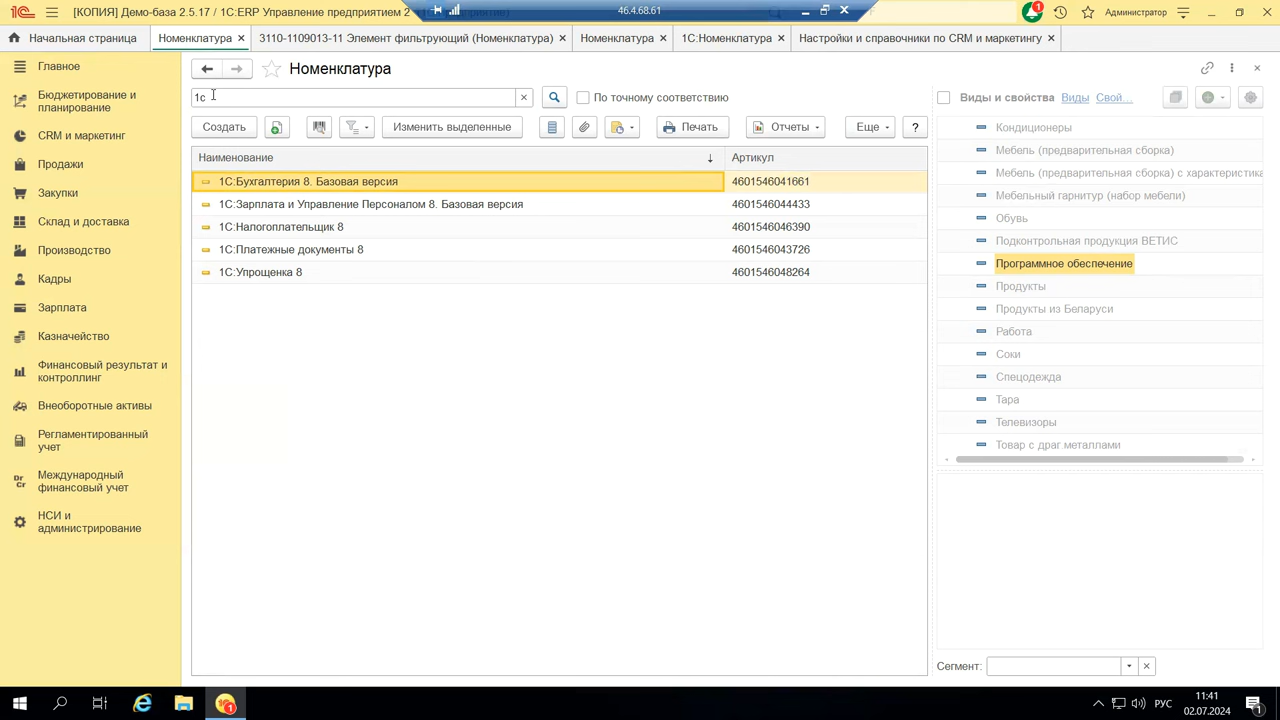 [КОПИЯ] Демо-база 2.5.17 / 1С:ERP Управление предприятием 2
46.4.68.61
1
Администратор
Начальная страница
Номенклатура
3110-1109013-11 Элемент фильтрующий (Номенклатура)
Номенклатура
1С:Номенклатура
Настройки и справочники по CRM и маркетингу
Главное
Бюджетирование и
планирование
CRM и маркетинг
Продажи
Закупки
Склад и доставка
Производство
Кадры
Зарплата
Казначейство
Финансовый результат и
контроллинг
Внеоборотные активы
Регламентированный
учет
Международный
финансовый учет
НСИ и
администрирование
Номенклатура
1с
По точному соответствию
Создать
Изменить выделенные
Печать
Отчеты
Еще
?
Наименование
Артикул
1С:Бухгалтерия 8. Базовая версия 4601546041661
1С:Зарплата и Управление Персоналом 8. Базовая версия 4601546044433
1С:Налогоплательщик 8 4601546046390
1С:Платежные документы 8 4601546043726
1С:Упрощенка 8 4601546048264
Виды и свойства
Виды
Свой...
Кондиционеры
Мебель (предварительная сборка)
Мебель (предварительная сборка) с характеристика
Мебельный гарнитур (набор мебели)
Обувь
Подконтрольная продукция ВЕТИС
Программное обеспечение
Продукты
Продукты из Беларуси
Работа
Соки
Спецодежда
Тара
Телевизоры
Товар с драг.металлами
Сегмент:
РУС
11:41
02.07.2024
1